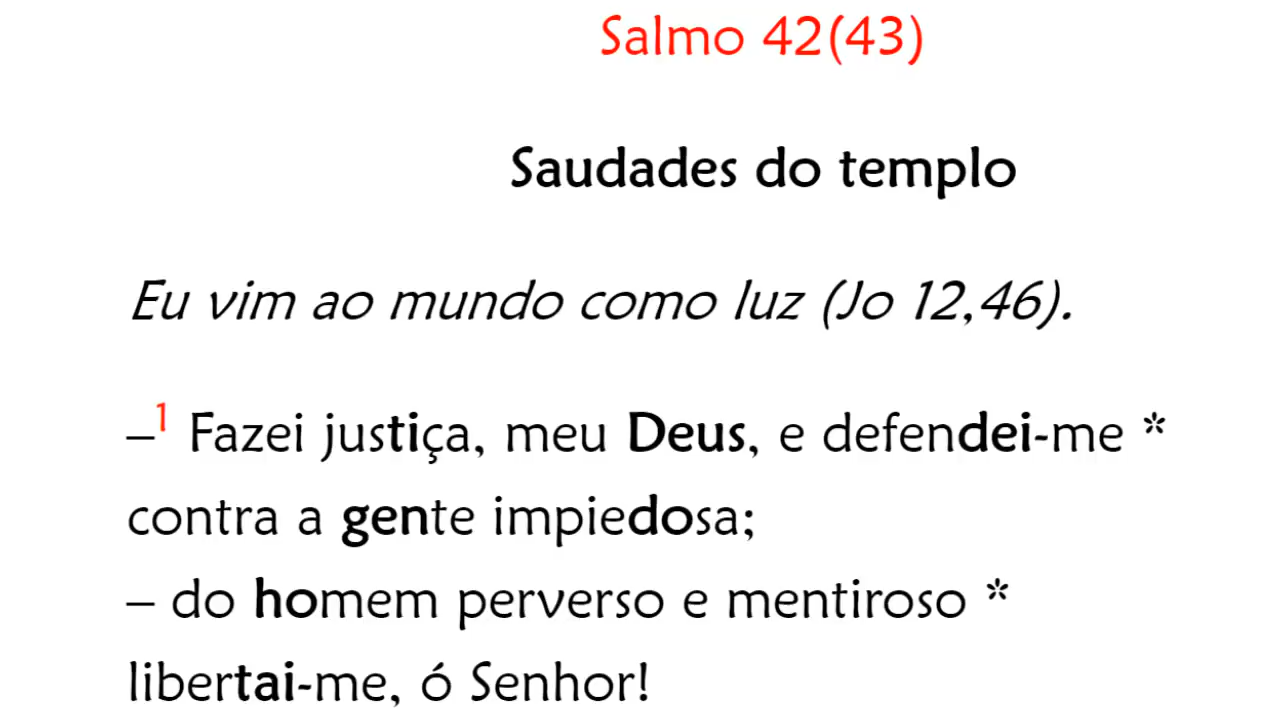 Salmo 42(43)
Saudades do templo
Eu vim ao mundo como luz (Jo 12,46).
–1 Fazei justiça, meu Deus, e defendei-me *
contra a gente impiedosa;
– do homem perverso e mentiroso *
libertai-me, ó Senhor!